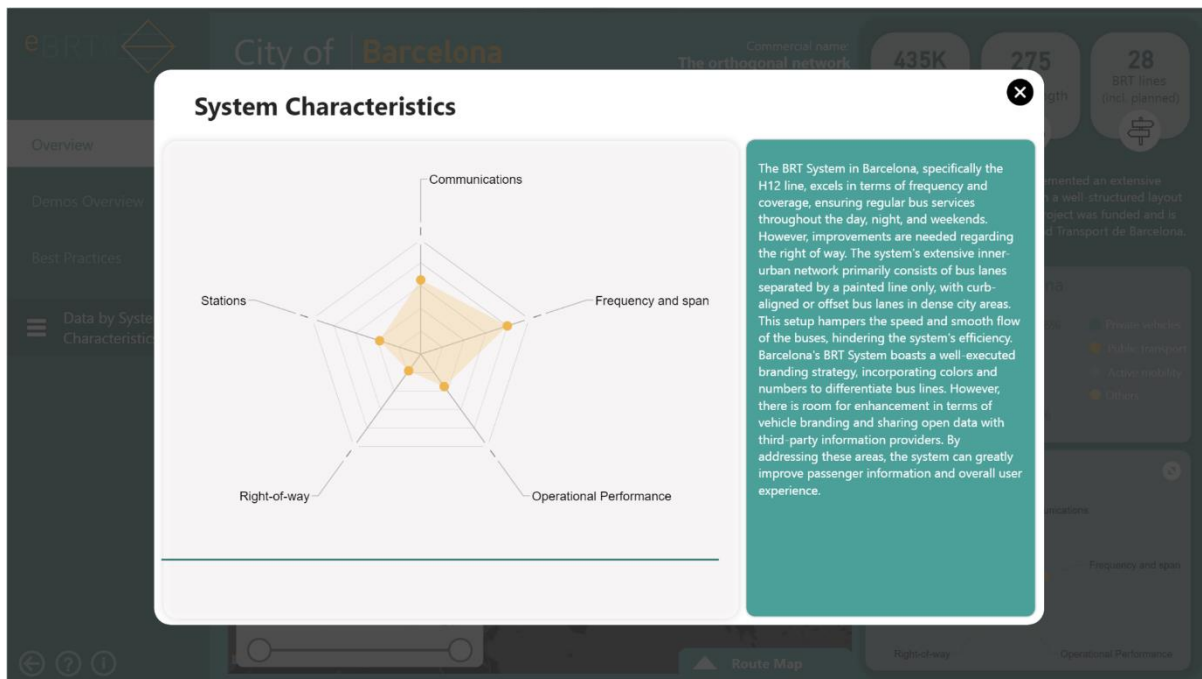 eBRT
City of Barcelona
Commercial name:
The orthogonal network
435K
275
28
BRT lines
(incl. planned)
Overview
Demos Overview
Best Practices
Data by Syste
Characteristic
System Characteristics
Communications
Frequency and span
Stations
Right-of-way
Operational Performance
The BRT System in Barcelona, specifically the
H12 line, excels in terms of frequency and
coverage, ensuring regular bus services
throughout the day, night, and weekends.
However, improvements are needed regarding
the right of way. The system's extensive inner-
urban network primarily consists of bus lanes
separated by a painted line only, with curb-
aligned or offset bus lanes in dense city areas.
This setup hampers the speed and smooth flow
of the buses, hindering the system's efficiency.
Barcelona's BRT System boasts a well-executed
branding strategy, incorporating colors and
numbers to differentiate bus lines. However,
there is room for enhancement in terms of
vehicle branding and sharing open data with
third-party information providers. By
addressing these areas, the system can greatly
improve passenger information and overall user
experience.
mented an extensive
a well-structured layout
oject was funded and is
d Transport de Barcelona.
Private vehicles
Public transport
Active mobility
Others
Frequency and span
Right-of-way
Operational Performance
Route Map